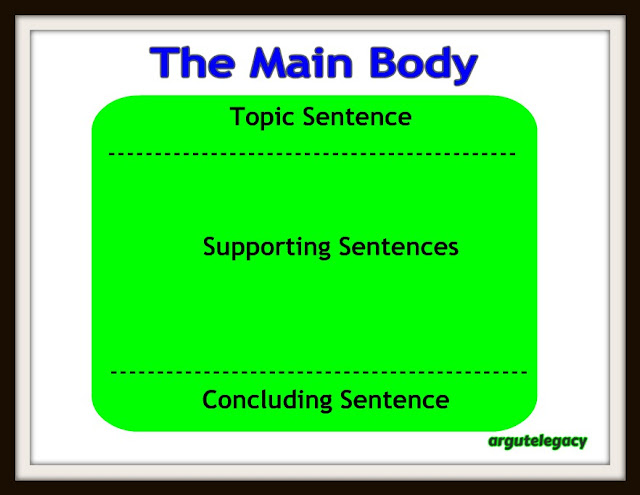 The Main Body
Topic Sentence
Supporting Sentences
Concluding Sentence
argutelegacy